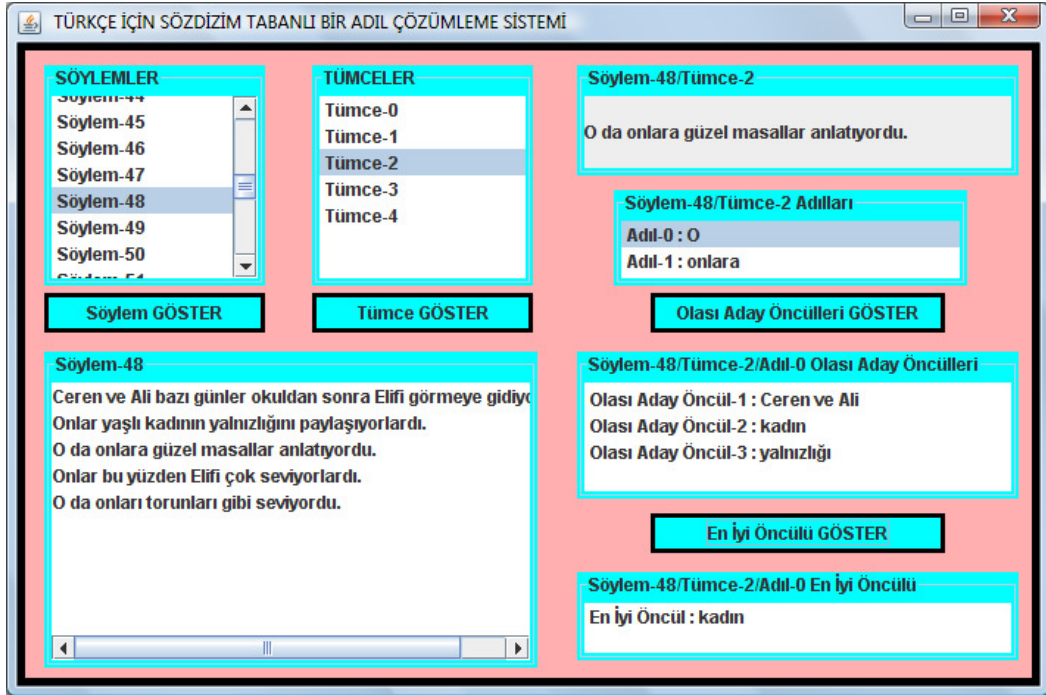 TÜRKÇE İÇİN SÖZDİZİM TABANLI BİR ADIL ÇÖZÜMLEME SİSTEMİ
SÖYLEMLER
Söylem-44
Söylem-45
Söylem-46
Söylem-47
Söylem-48
Söylem-49
Söylem-50
Söylem-51
Söylem GÖSTER
TÜMCELER
Tümce-0
Tümce-1
Tümce-2
Tümce-3
Tümce-4
Tümce GÖSTER
Söylem-48/Tümce-2
O da onlara güzel masallar anlatıyordu.
Söylem-48/Tümce-2 Adılları
Adıl-0 : O
Adıl-1 : onlara
Olası Aday Öncülleri GÖSTER
Söylem-48
Ceren ve Ali bazı günler okuldan sonra Elifi görmeye gidiyo
Onlar yaşlı kadının yalnızlığını paylaşıyorlardı.
O da onlara güzel masallar anlatıyordu.
Onlar bu yüzden Elifi çok seviyorlardı.
O da onları torunları gibi seviyordu.
Söylem-48/Tümce-2/Adıl-0 Olası Aday Öncülleri
Olası Aday Öncül-1 : Ceren ve Ali
Olası Aday Öncül-2 : kadın
Olası Aday Öncül-3 : yalnızlığı
En İyi Öncülü GÖSTER
Söylem-48/Tümce-2/Adıl-0 En İyi Öncülü
En İyi Öncül : kadın